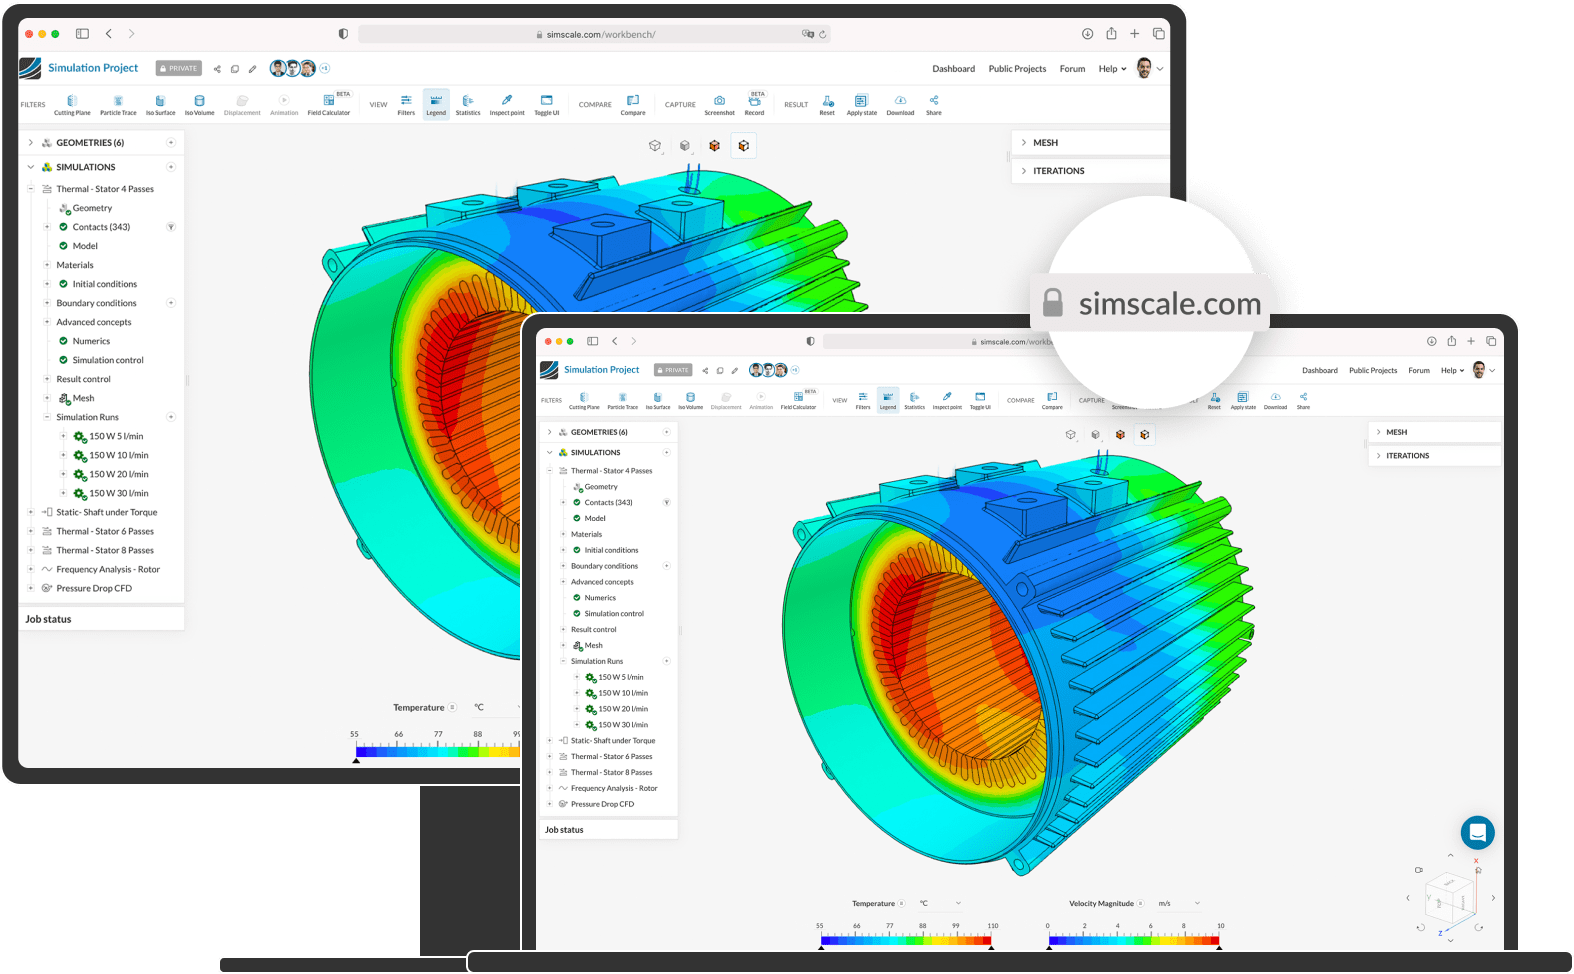 simscale.com/workbench/
Simulation Project
PRIVATE
+1
Dashboard
Public Projects
Forum
Help
FILTERS
Cutting Plane
Particle Trace
Iso Surface
Iso Volume
Displacement
Animation
BETA
Field Calculator
VIEW
Filters
Legend
Statistics
Inspect point
Toggle UI
COMPARE
Compare
CAPTURE
Screenshot
BETA
Record
RESULT
Reset
Apply state
Download
Share
GEOMETRIES (6)
SIMULATIONS
Thermal - Stator 4 Passes
Geometry
Contacts (343)
Model
Materials
Initial conditions
Boundary conditions
Advanced concepts
Numerics
Simulation control
Result control
Mesh
Simulation Runs
150 W 5 l/min
150 W 10 l/min
150 W 20 l/min
150 W 30 l/min
Static- Shaft under Torque
Thermal - Stator 6 Passes
Thermal - Stator 8 Passes
Frequency Analysis - Rotor
Pressure Drop CFD
Job status
MESH
ITERATIONS
Temperature
°C
55 66 77 88 99
simscale.com
simscale.com/workbe
Simulation Project
PRIVATE
+1
Dashboard
Public Projects
Forum
Help
FILTERS
Cutting Plane
Particle Trace
Iso Surface
Iso Volume
Displacement
Animation
BETA
Field Calculator
VIEW
Filters
Legend
Statistics
Inspect point
Toggle UI
COMPARE
Compare
CAPTURE
Reset
Apply state
Download
Share
GEOMETRIES (6)
SIMULATIONS
Thermal - Stator 4 Passes
Geometry
Contacts (343)
Model
Materials
Initial conditions
Boundary conditions
Advanced concepts
Numerics
Simulation control
Result control
Mesh
Simulation Runs
150 W 5 l/min
150 W 10 l/min
150 W 20 l/min
150 W 30 l/min
Static- Shaft under Torque
Thermal - Stator 6 Passes
Thermal - Stator 8 Passes
Frequency Analysis - Rotor
Pressure Drop CFD
Job status
MESH
ITERATIONS
Temperature
°C
55 66 77 88 99 110
Velocity Magnitude
m/s
0 2 4 6 8 10
X
Y
Z